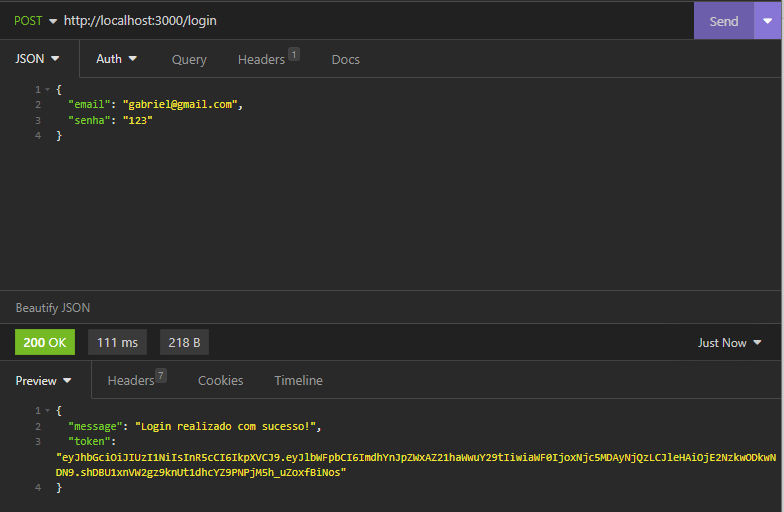 POST http://localhost:3000/login Send
JSON Auth Query Headers 1 Docs
1 {
2 "email": "gabriel@gmail.com",
3 "senha": "123"
4 }
Beautify JSON
200 OK 111 ms 218 B Just Now
Preview Headers 7 Cookies Timeline
1 {
2 "message": "Login realizado com sucesso!",
3 "token":
"eyJhbGciOiJIUzI1NiIsInR5cCI6IkpXVCJ9.eyJlbWFpbCI6ImdhYnJpZWxAZ21haWwuY29tIiwiaWF0IjoxNjc5MDAyNjQzLCJleHAiOjE2NzkwODkwN
DN9.shDBU1xnVW2gz9knUt1dhcYZ9PNPjM5h_uZoxfBiNos"
4 }